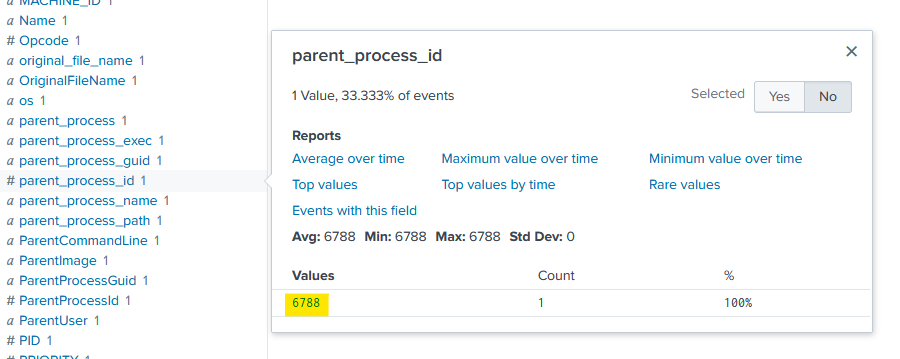 a MACHINE_ID 1
a Name 1
# Opcode 1
a original_file_name 1
a OriginalFileName 1
a os 1
a parent_process 1
a parent_process_exec 1
a parent_process_guid 1
# parent_process_id 1
a parent_process_name 1
a parent_process_path 1
a ParentCommandLine 1
a ParentImage 1
a ParentProcessGuid 1
# ParentProcessId 1
a ParentUser 1
# PID 1
# PRIORITY 1
parent_process_id
1 Value, 33.333% of events
Selected Yes No
Reports
Average over time Maximum value over time Minimum value over time
Top values Top values by time Rare values
Events with this field
Avg: 6788 Min: 6788 Max: 6788 Std Dev: 0
Values Count %
6788 1 100%